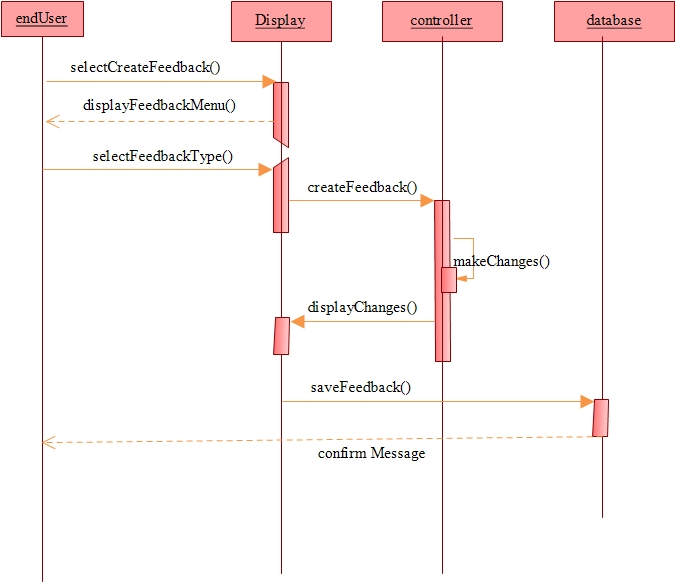 endUser
Display
controller
database
selectCreateFeedback()
displayFeedbackMenu()
selectFeedbackType()
createFeedback()
makeChanges()
displayChanges()
saveFeedback()
confirm Message